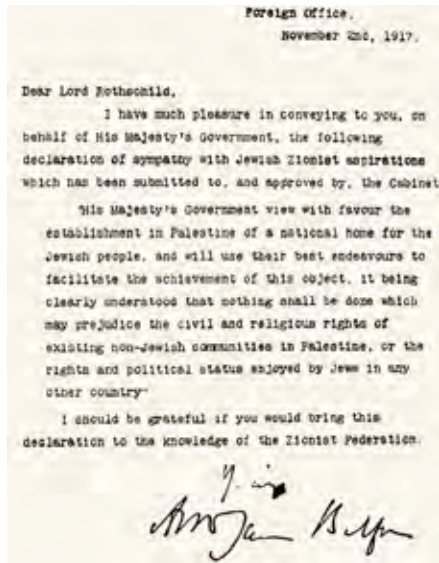 Foreign Office,
November 2nd, 1917.
Dear Lord Rothschild,
I have much pleasure in conveying to you, on
behalf of His Majesty's Government, the following
declaration of sympathy with Jewish Zionist aspirations
which has been submitted to, and approved by, the Cabinet
"His Majesty's Government view with favour the
establishment in Palestine of a national home for the
Jewish people, and will use their best endeavours to
facilitate the achievement of this object, it being
clearly understood that nothing shall be done which
may prejudice the civil and religious rights of
existing non-Jewish communities in Palestine, or the
rights and political status enjoyed by Jews in any
other country"
I should be grateful if you would bring this
declaration to the knowledge of the Zionist Federation.